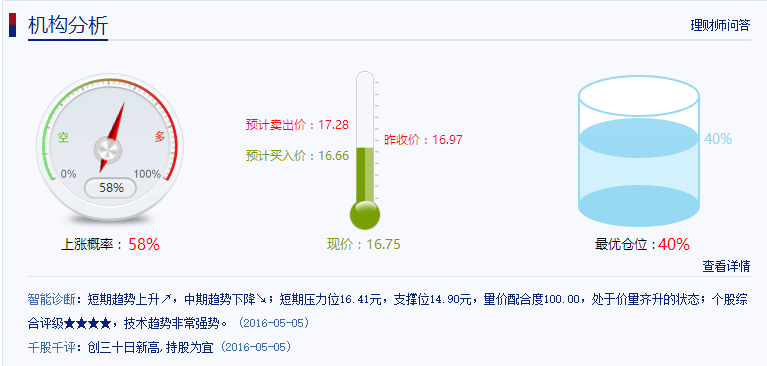 机构分析
理财师问答
空
多
0%
100%
58%
上涨概率： 58%
预计卖出价：17.28
昨收价：16.97
预计买入价：16.66
现价：16.75
40%
最优仓位 :40%
查看详情
智能诊断：短期趋势上升↗，中期趋势下降↘；短期压力位16.41元，支撑位14.90元，量价配合度100.00，处于价量齐升的状态；个股综
合评级★★★★，技术趋势非常强势。（2016-05-05）
千股千评：创三十日新高,持股为宜（2016-05-05）